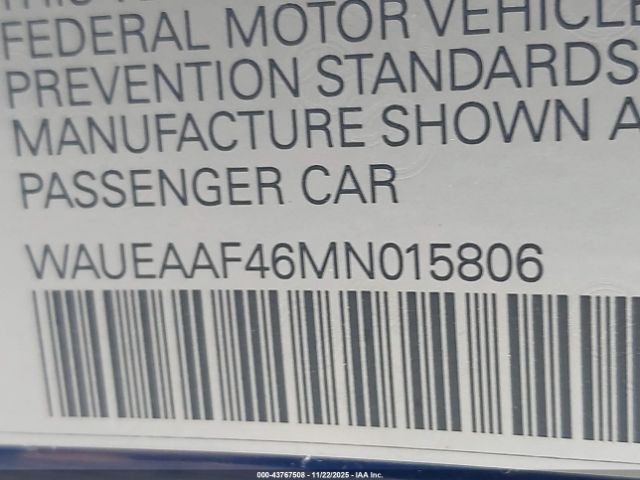 FEDERAL MOTOR VEHICLE
PREVENTION STANDARDS
MANUFACTURE SHOWN A
PASSENGER CAR
WAUEAAF46MN015806
000-43767508 - 11/22/2025 - IAA Inc.